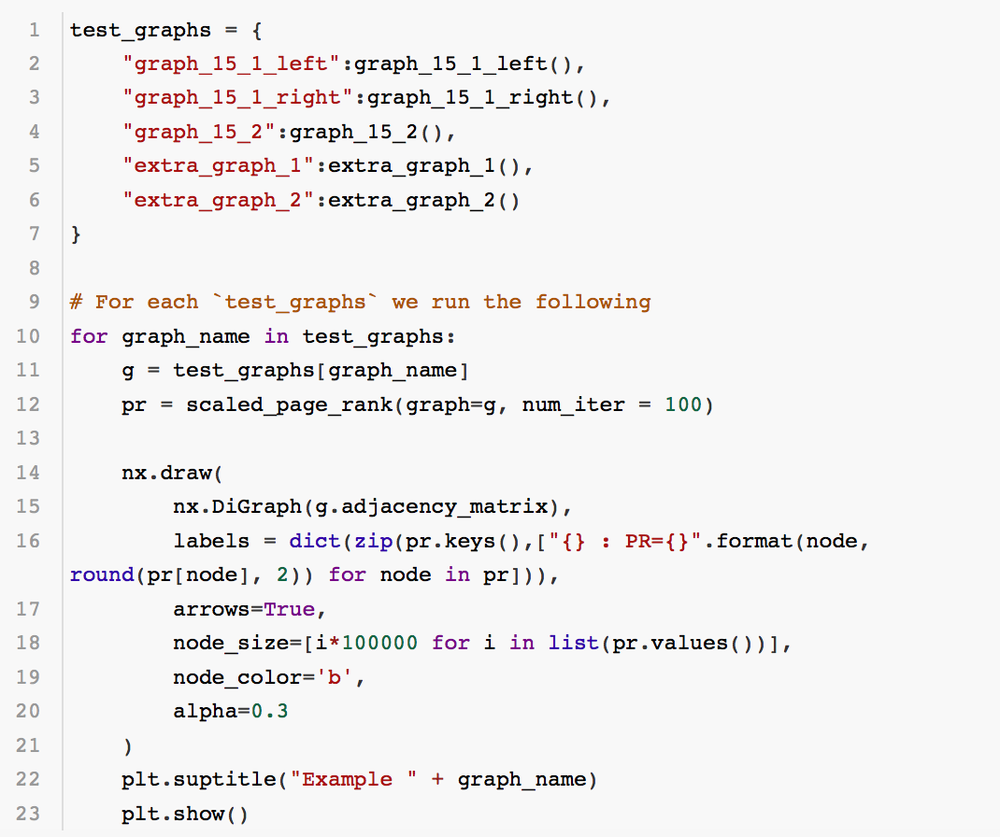 1 test_graphs = {
2     "graph_15_1_left":graph_15_1_left(),
3     "graph_15_1_right":graph_15_1_right(),
4     "graph_15_2":graph_15_2(),
5     "extra_graph_1":extra_graph_1(),
6     "extra_graph_2":extra_graph_2()
7 }
8
9 # For each `test_graphs` we run the following
10 for graph_name in test_graphs:
11     g = test_graphs[graph_name]
12     pr = scaled_page_rank(graph=g, num_iter = 100)
13
14     nx.draw(
15         nx.DiGraph(g.adjacency_matrix),
16         labels = dict(zip(pr.keys(),["{} : PR={}".format(node,
round(pr[node], 2)) for node in pr])),
17         arrows=True,
18         node_size=[i*100000 for i in list(pr.values())],
19         node_color='b',
20         alpha=0.3
21     )
22     plt.suptitle("Example " + graph_name)
23     plt.show()